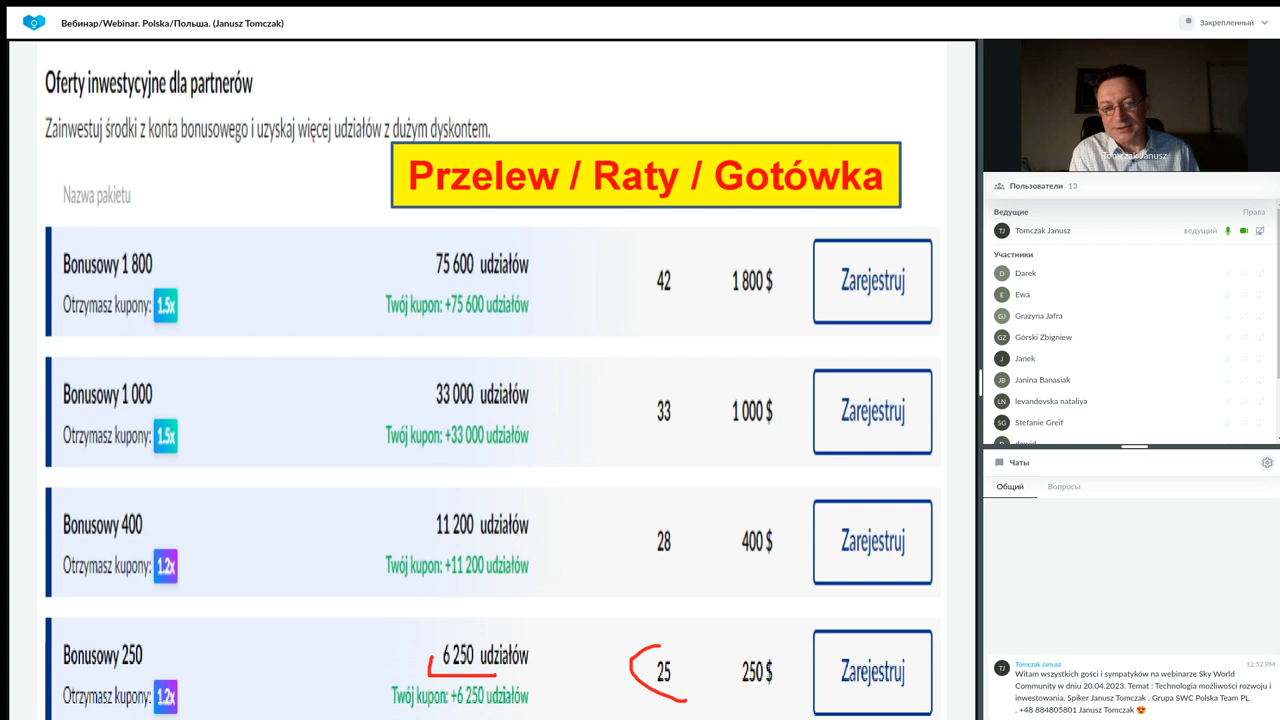 Вебинар/Webinar. Polska/Польша. (Janusz Tomczak)
Закрепленный
Oferty inwestycyjne dla partnerów
Zainwestuj środki z konta bonusowego i uzyskaj więcej udziałów z dużym dyskontem.
Przelew / Raty / Gotówka
Nazwa pakietu
Bonusowy 1 800
75 600 udziałów
42
1 800 $
Zarejestruj
Otrzymasz kupony: 1.5x
Twój kupon: +75 600 udziałów
Bonusowy 1 000
33 000 udziałów
33
1 000 $
Zarejestruj
Otrzymasz kupony: 1.5x
Twój kupon: +33 000 udziałów
Bonusowy 400
11 200 udziałów
28
400 $
Zarejestruj
Otrzymasz kupony: 1.2x
Twój kupon: +11 200 udziałów
Bonusowy 250
6 250 udziałów
25
250 $
Zarejestruj
Otrzymasz kupony: 1.2x
Twój kupon: +6 250 udziałów
Tomczak Janusz
Пользователи 13
Ведущие
Права
TJ Tomczak Janusz ведущий
Участники
D Darek
E Ewa
GJ Grazyna Jafra
GZ Górski Zbigniew
J Janek
JB Janina Banasiak
LN levandovska nataliya
SG Stefanie Greif
Чаты
Общий
Вопросы
TJ Tomczak Janusz 12:52 PM
Witam wszystkich gości i sympatyków na webinarze Sky World
Community w dniu 20.04.2023. Temat : Technologia możliwości rozwoju i
inwestowania. Spiker Janusz Tomczak . Grupa SWC Polska Team PL
. +48 884805801 Janusz Tomczak 😍